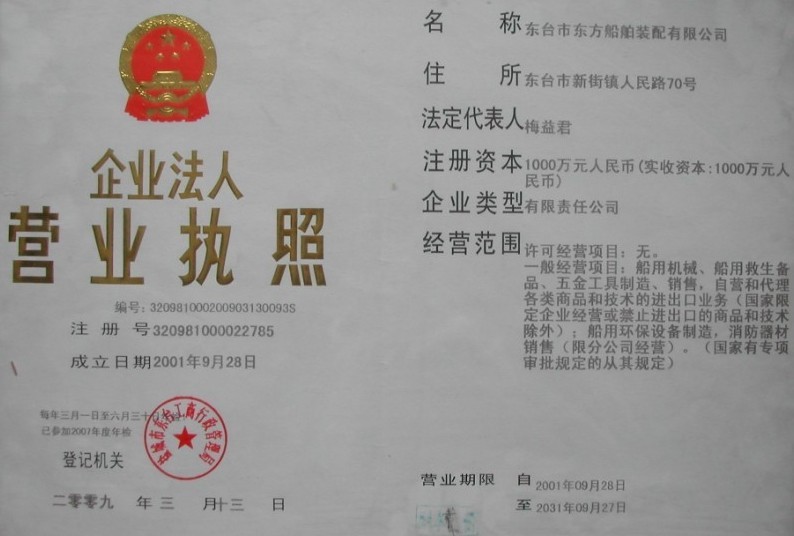 企业法人
营业执照
编号：320981000200903130093S
注册号320981000022785
成立日期2001年9月28日
每年三月一日至六月三十日
已参加2007年度年检
盐城市东台工商行政管理局
登记机关
二零零九 年 三 月十三 日
名称 东台市东方船舶装配有限公司
住所 东台市新街镇人民路70号
法定代表人 梅益君
注册资本 1000万元人民币(实收资本:1000万元人
民币)
企业类型 有限责任公司
经营范围 许可经营项目：无。
一般经营项目：船用机械、船用救生备
品、五金工具制造、销售，自营和代理
各类商品和技术的进出口业务（国家限
定企业经营或禁止进出口的商品和技术
除外）；船用环保设备制造，消防器材
销售（限分公司经营）。（国家有专项
审批规定的从其规定）
营业期限 自 2001年09月28日
至 2031年09月27日